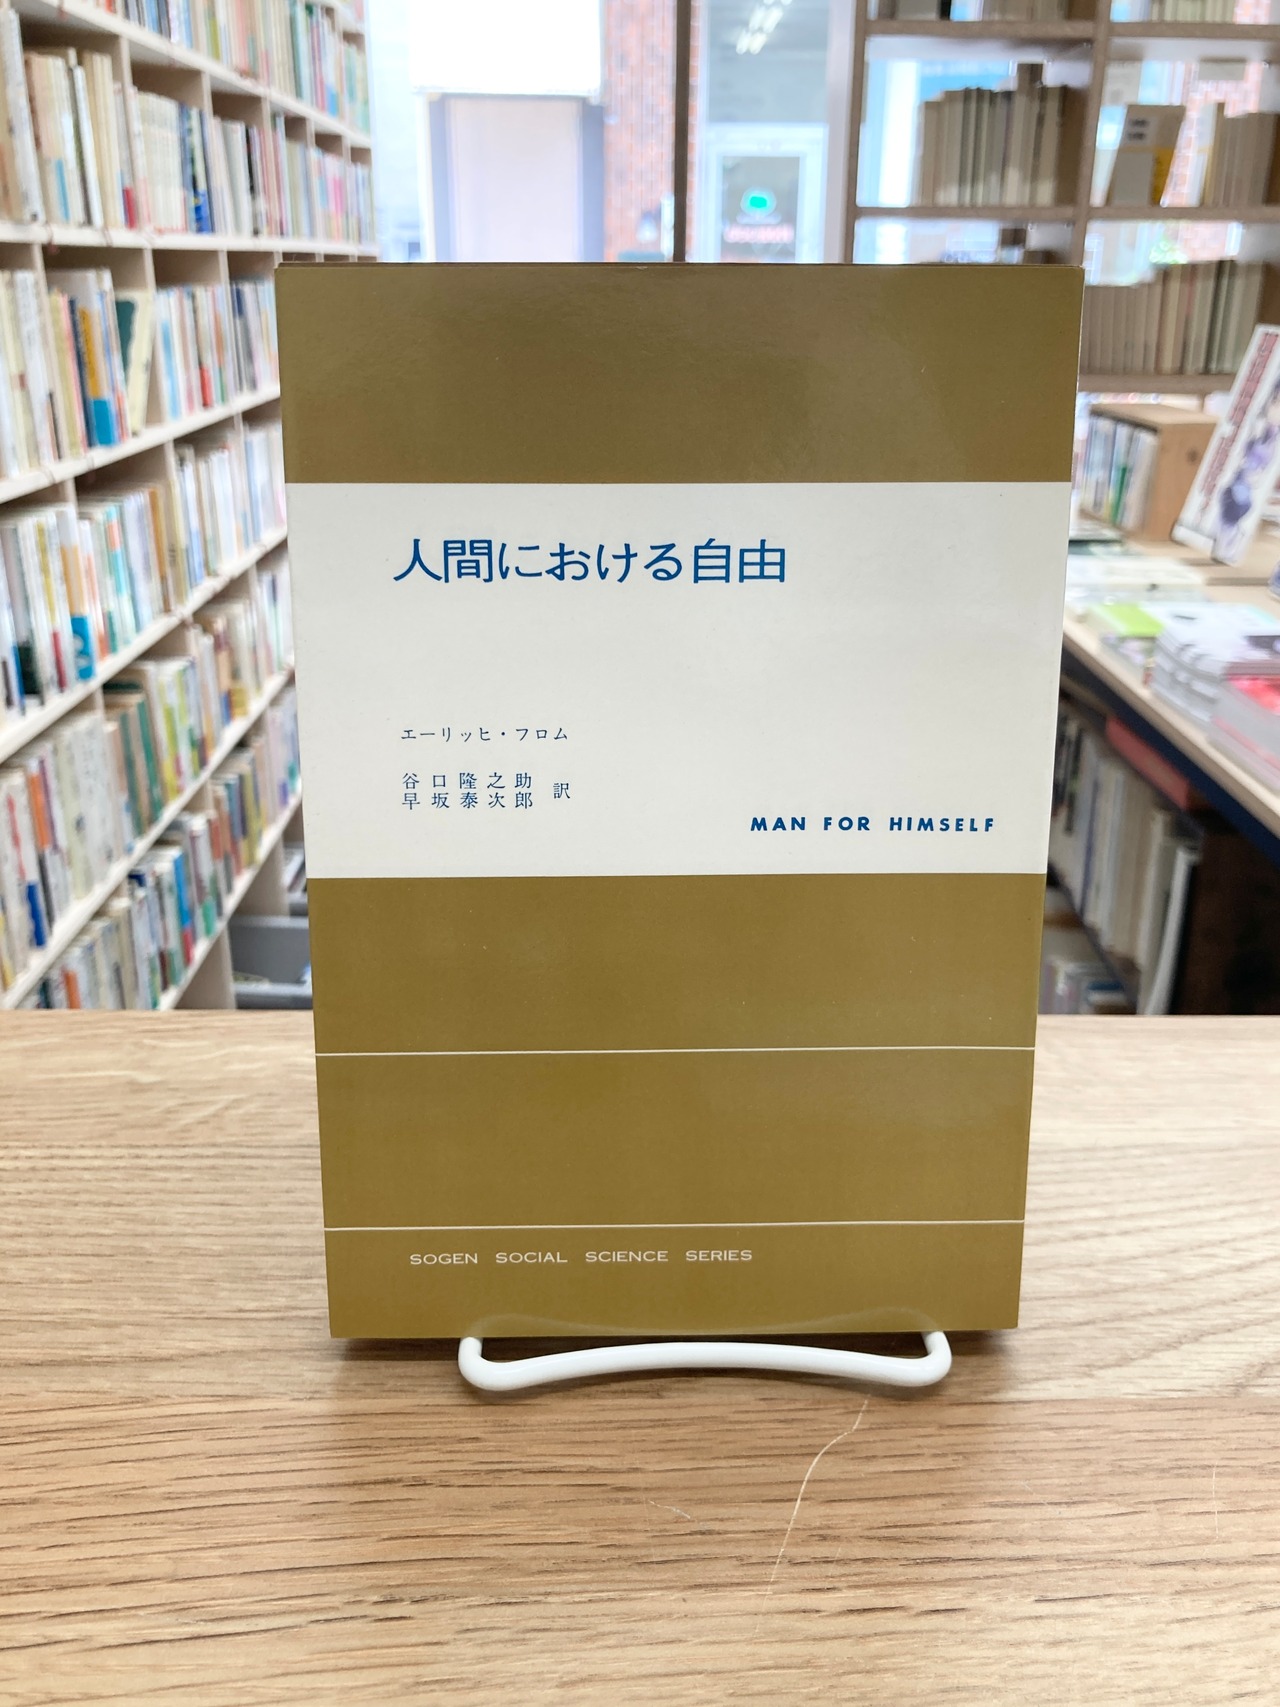 人間における自由
エーリッヒ・フロム
谷口隆之助
早坂泰次郎 訳
MAN FOR HIMSELF
SOGEN SOCIAL SCIENCE SERIES